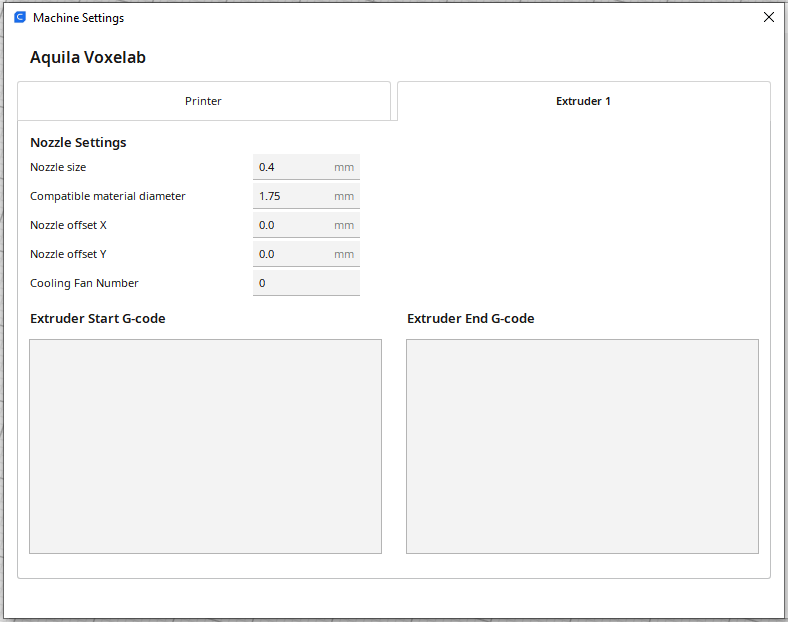 Machine Settings
Aquila Voxelab
Printer
Extruder 1
Nozzle Settings
Nozzle size 0.4 mm
Compatible material diameter 1.75 mm
Nozzle offset X 0.0 mm
Nozzle offset Y 0.0 mm
Cooling Fan Number 0
Extruder Start G-code
Extruder End G-code